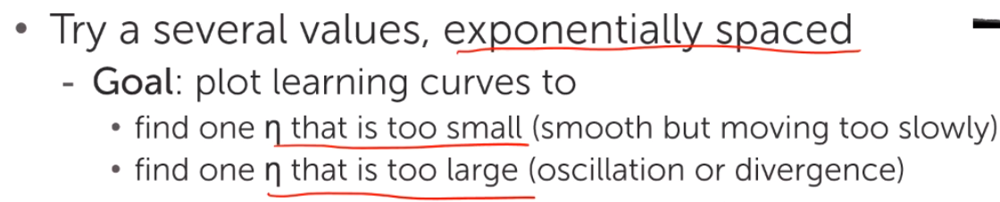 • Try a several values, exponentially spaced
- Goal: plot learning curves to
• find one η that is too small (smooth but moving too slowly)
• find one η that is too large (oscillation or divergence)